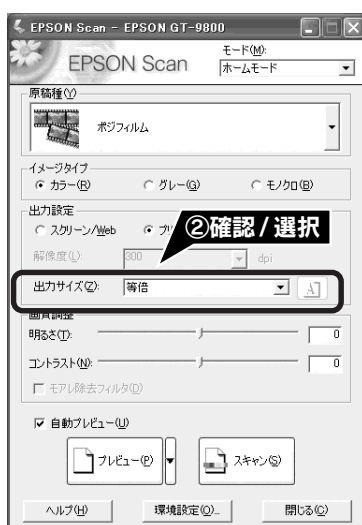 EPSON Scan - EPSON GT-9800
EPSON Scan
モード(M):
ホームモード
原稿種(Y)
ポジフィルム
イメージタイプ
カラー(R) グレー(G) モノクロ(B)
出力設定
スクリーン/Web
②確認/選択
解像度(L): 300 dpi
出力サイズ(Z): 等倍
画質調整
明るさ(T): 0
コントラスト(N): 0
モアレ除去フィルタ(D)
自動プレビュー(U)
プレビュー(P) スキャン(S)
ヘルプ(H) 環境設定(O)... 閉じる(C)